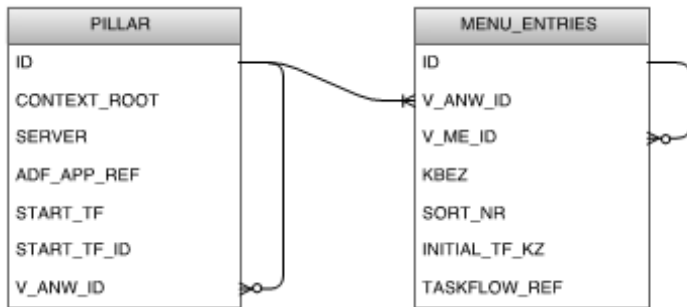 PILLAR
ID
CONTEXT_ROOT
SERVER
ADF_APP_REF
START_TF
START_TF_ID
V_ANW_ID
MENU_ENTRIES
ID
V_ANW_ID
V_ME_ID
KBEZ
SORT_NR
INITIAL_TF_KZ
TASKFLOW_REF